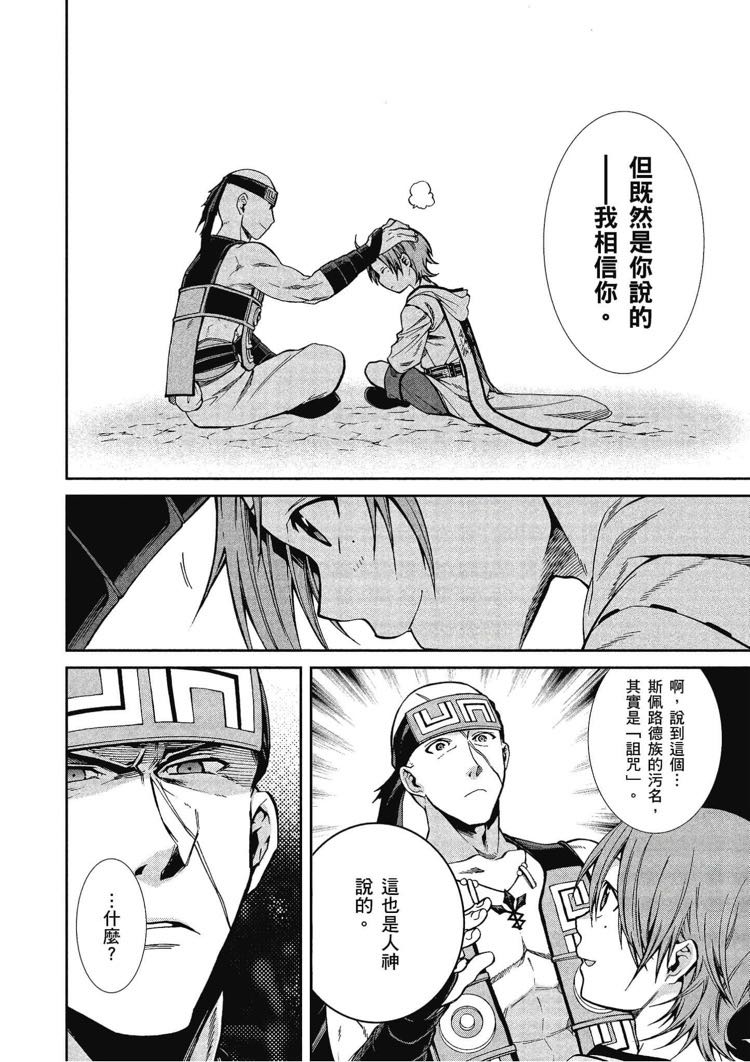 但既然是你說的
——我相信你。
啊，說到這個…
斯佩路德族的污名，
其實是「詛咒」。
這也是人神
說的。
…什麼？